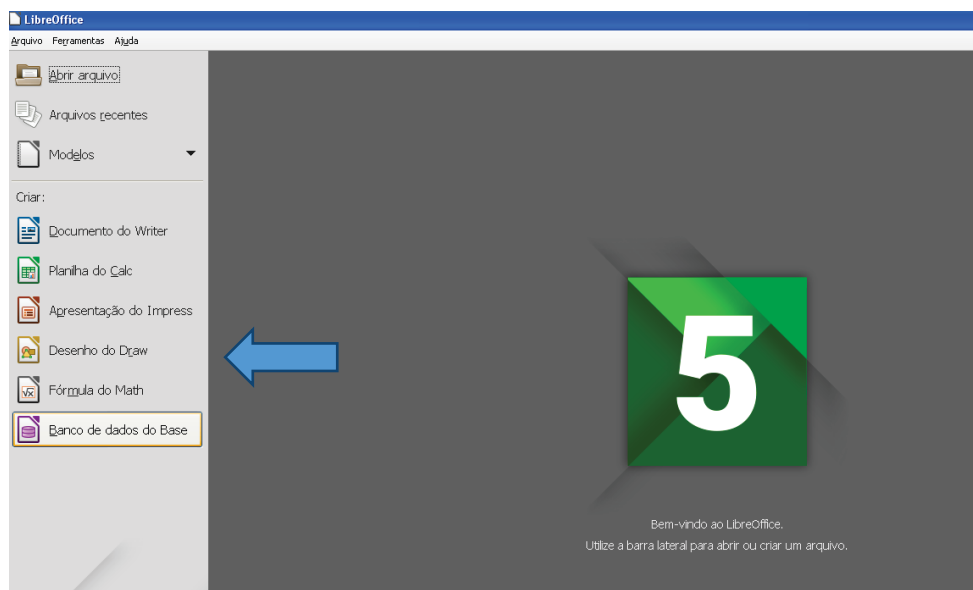 LibreOffice
Arquivo Ferramentas Ajuda
Abrir arquivo
Arquivos recentes
Modelos
Criar:
Documento do Writer
Planilha do Calc
Apresentação do Impress
Desenho do Draw
Fórmula do Math
Banco de dados do Base
5
Bem-vindo ao LibreOffice.
Utilize a barra lateral para abrir ou criar um arquivo.